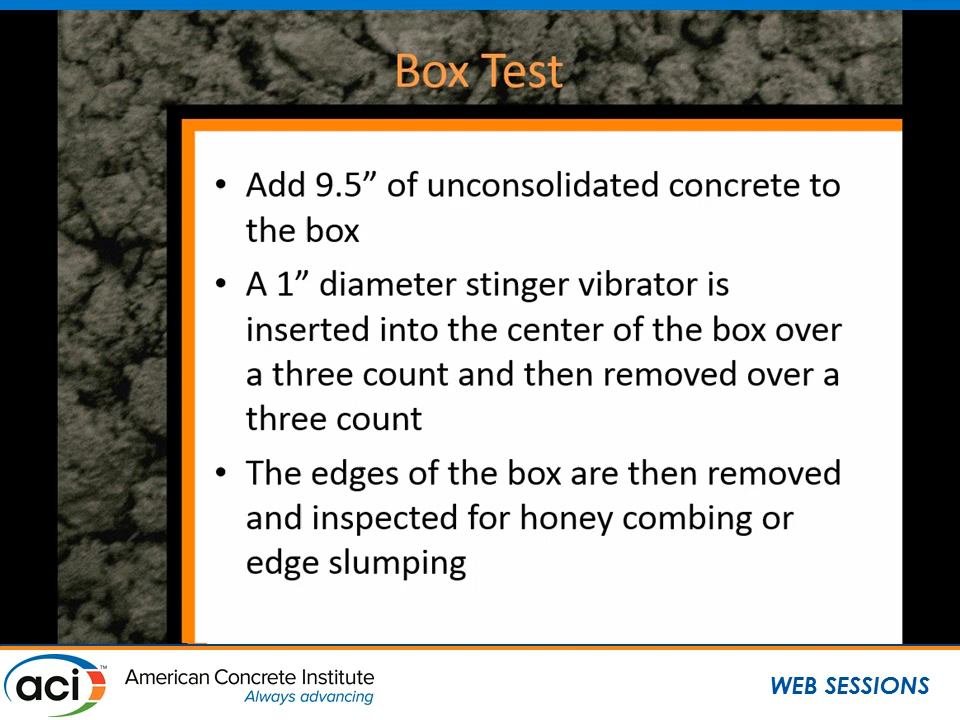 Box Test
• Add 9.5” of unconsolidated concrete to
the box
• A 1” diameter stinger vibrator is
inserted into the center of the box over
a three count and then removed over a
three count
• The edges of the box are then removed
and inspected for honey combing or
edge slumping
aci™
American Concrete Institute
Always advancing
WEB SESSIONS